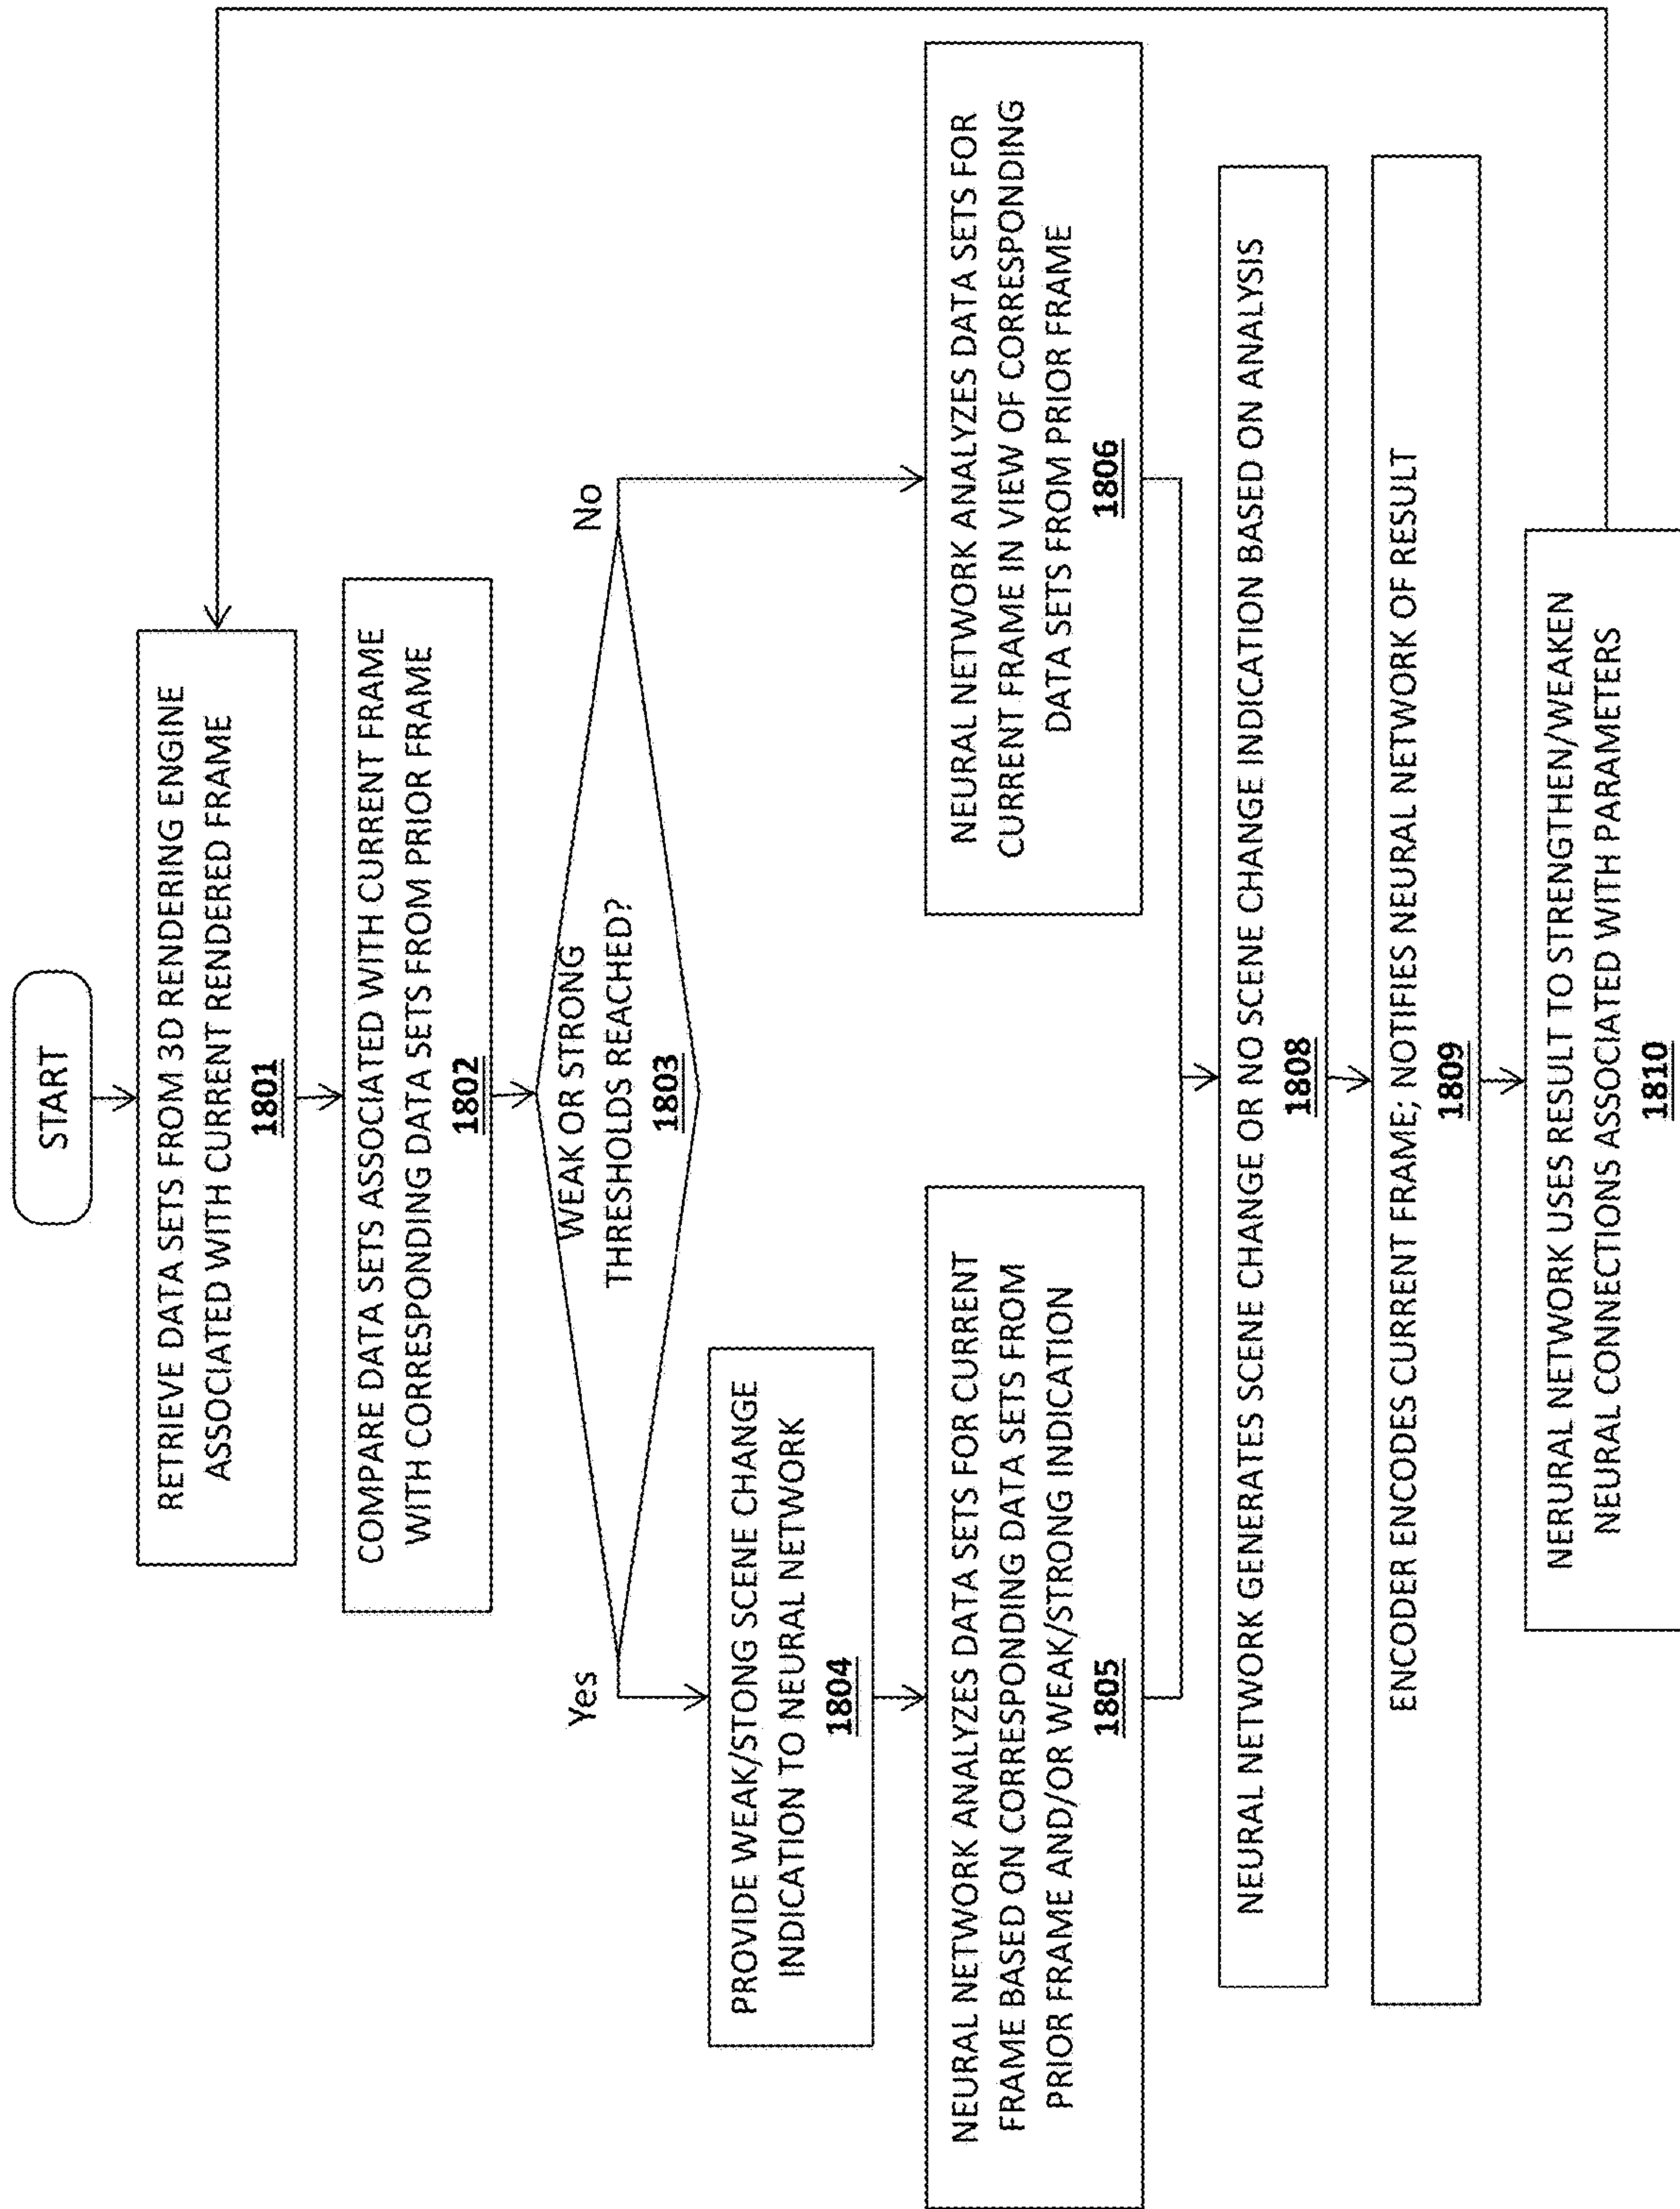 START
RETRIEVE DATA SETS FROM 3D RENDERING ENGINE
ASSOCIATED WITH CURRENT RENDERED FRAME
1801
COMPARE DATA SETS ASSOCIATED WITH CURRENT FRAME
WITH CORRESPONDING DATA SETS FROM PRIOR FRAME
1802
WEAK OR STRONG
THRESHOLDS REACHED?
1803
Yes
No
PROVIDE WEAK/STONG SCENE CHANGE
INDICATION TO NEURAL NETWORK
1804
NEURAL NETWORK ANALYZES DATA SETS FOR CURRENT
FRAME BASED ON CORRESPONDING DATA SETS FROM
PRIOR FRAME AND/OR WEAK/STRONG INDICATION
1805
NEURAL NETWORK ANALYZES DATA SETS FOR
CURRENT FRAME IN VIEW OF CORRESPONDING
DATA SETS FROM PRIOR FRAME
1806
NEURAL NETWORK GENERATES SCENE CHANGE OR NO SCENE CHANGE INDICATION BASED ON ANALYSIS
1808
ENCODER ENCODES CURRENT FRAME; NOTIFIES NEURAL NETWORK OF RESULT
1809
NERURAL NETWORK USES RESULT TO STRENGTHEN/WEAKEN
NEURAL CONNECTIONS ASSOCIATED WITH PARAMETERS
1810